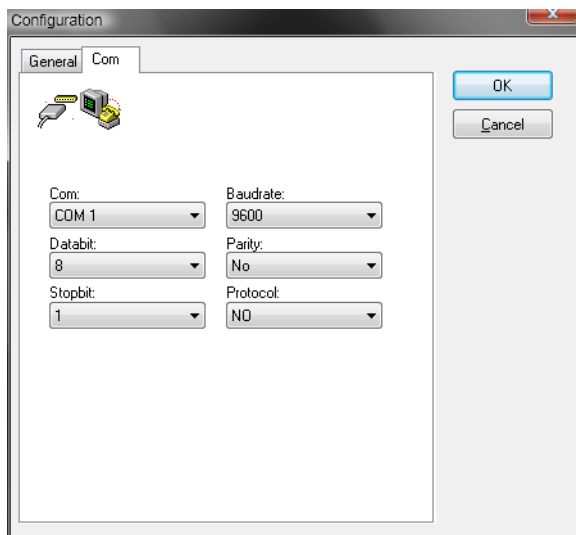 Configuration
General Com
OK
Cancel
Com: Baudrate:
COM 1 9600
Databit: Parity:
8 No
Stopbit: Protocol:
1 NO